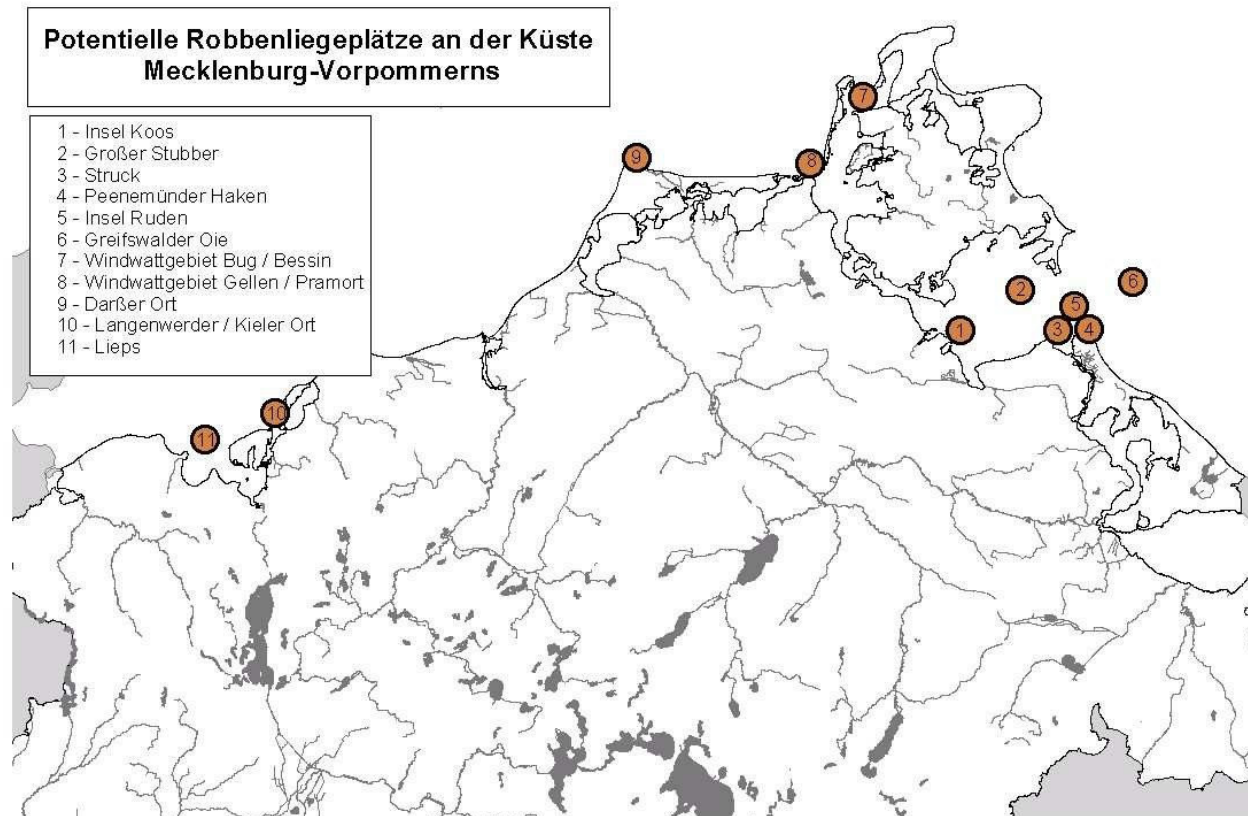 Potentielle Robbenliegeplätze an der Küste
Mecklenburg-Vorpommerns
1 - Insel Koos
2 - Großer Stubber
3 - Struck
4 - Peenemünder Haken
5 - Insel Ruden
6 - Greifswalder Oie
7 - Windwattgebiet Bug / Bessin
8 - Windwattgebiet Gellen / Pramort
9 - Darßer Ort
10 - Langenwerder / Kieler Ort
11 - Lieps
7
9
8
6
2
5
1
3
4
10
11